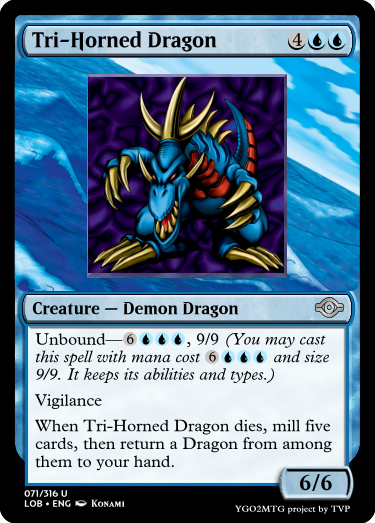 Tri-Horned Dragon 4
Creature — Demon Dragon
Unbound—6, 9/9 (You may cast
this spell with mana cost 6 and size
9/9. It keeps its abilities and types.)
Vigilance
When Tri-Horned Dragon dies, mill five
cards, then return a Dragon from among
them to your hand.
6/6
071/316 U
LOB • ENG Konami
YGO2MTG project by TVP